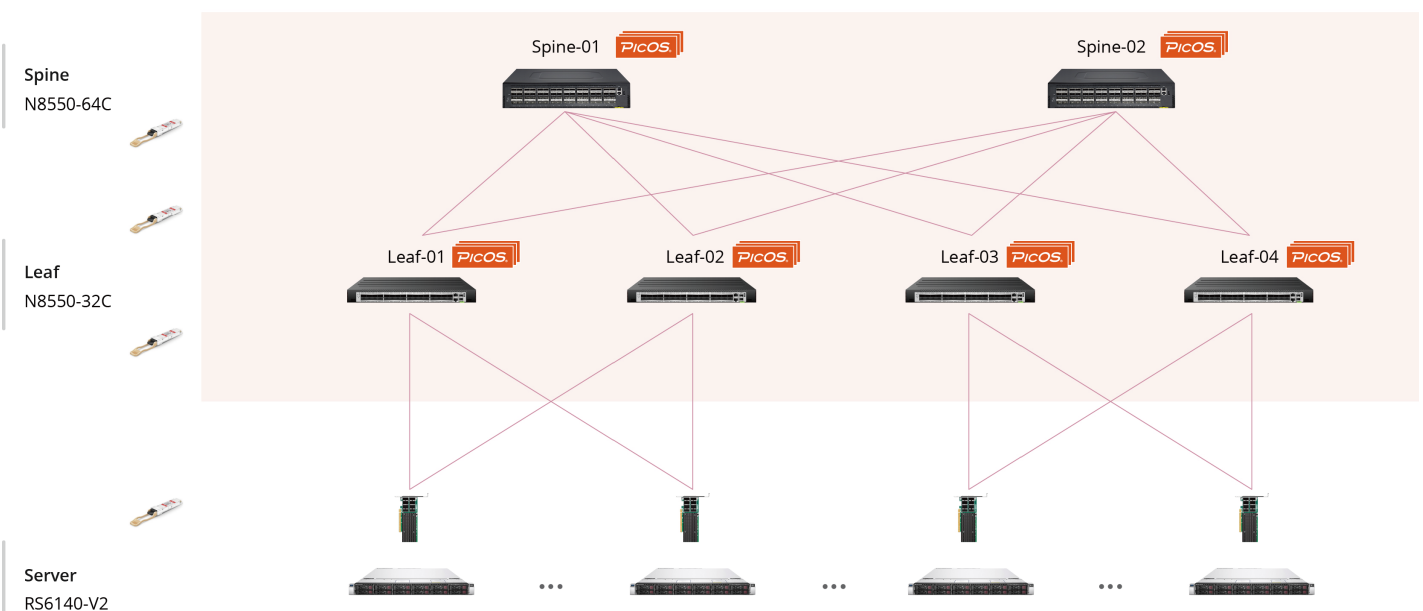 Spine-01 PICOS.
Spine-02 PICOS.
Spine
N8550-64C
Leaf-01 PICOS.
Leaf-02 PICOS.
Leaf-03 PICOS.
Leaf-04 PICOS.
Leaf
N8550-32C
Server
RS6140-V2